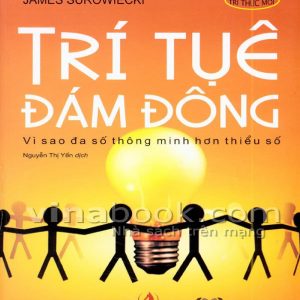 JAMES SUROWIECKI
TRI THỨC MỚI
TRÍ TUỆ
ĐÁM ĐÔNG
Vì sao đa số thông minh hơn thiểu số
Nguyễn Thị Yến dịch
vinabook.com
Nhà sách trên mạng